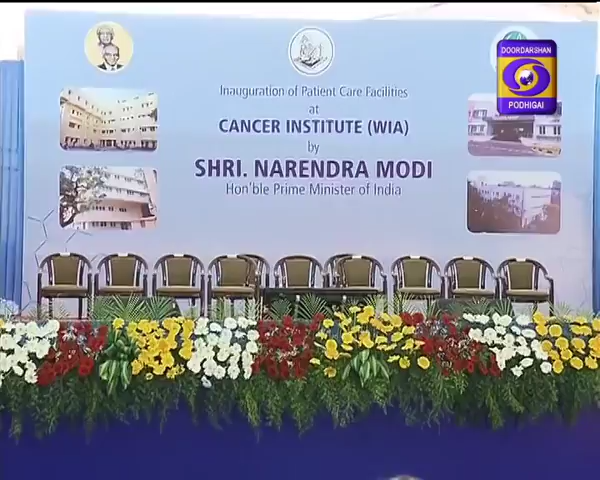 DOORDARSHAN
PODHIGAI
Inauguration of Patient Care Facilities
at
CANCER INSTITUTE (WIA)
by
SHRI. NARENDRA MODI
Hon'ble Prime Minister of India